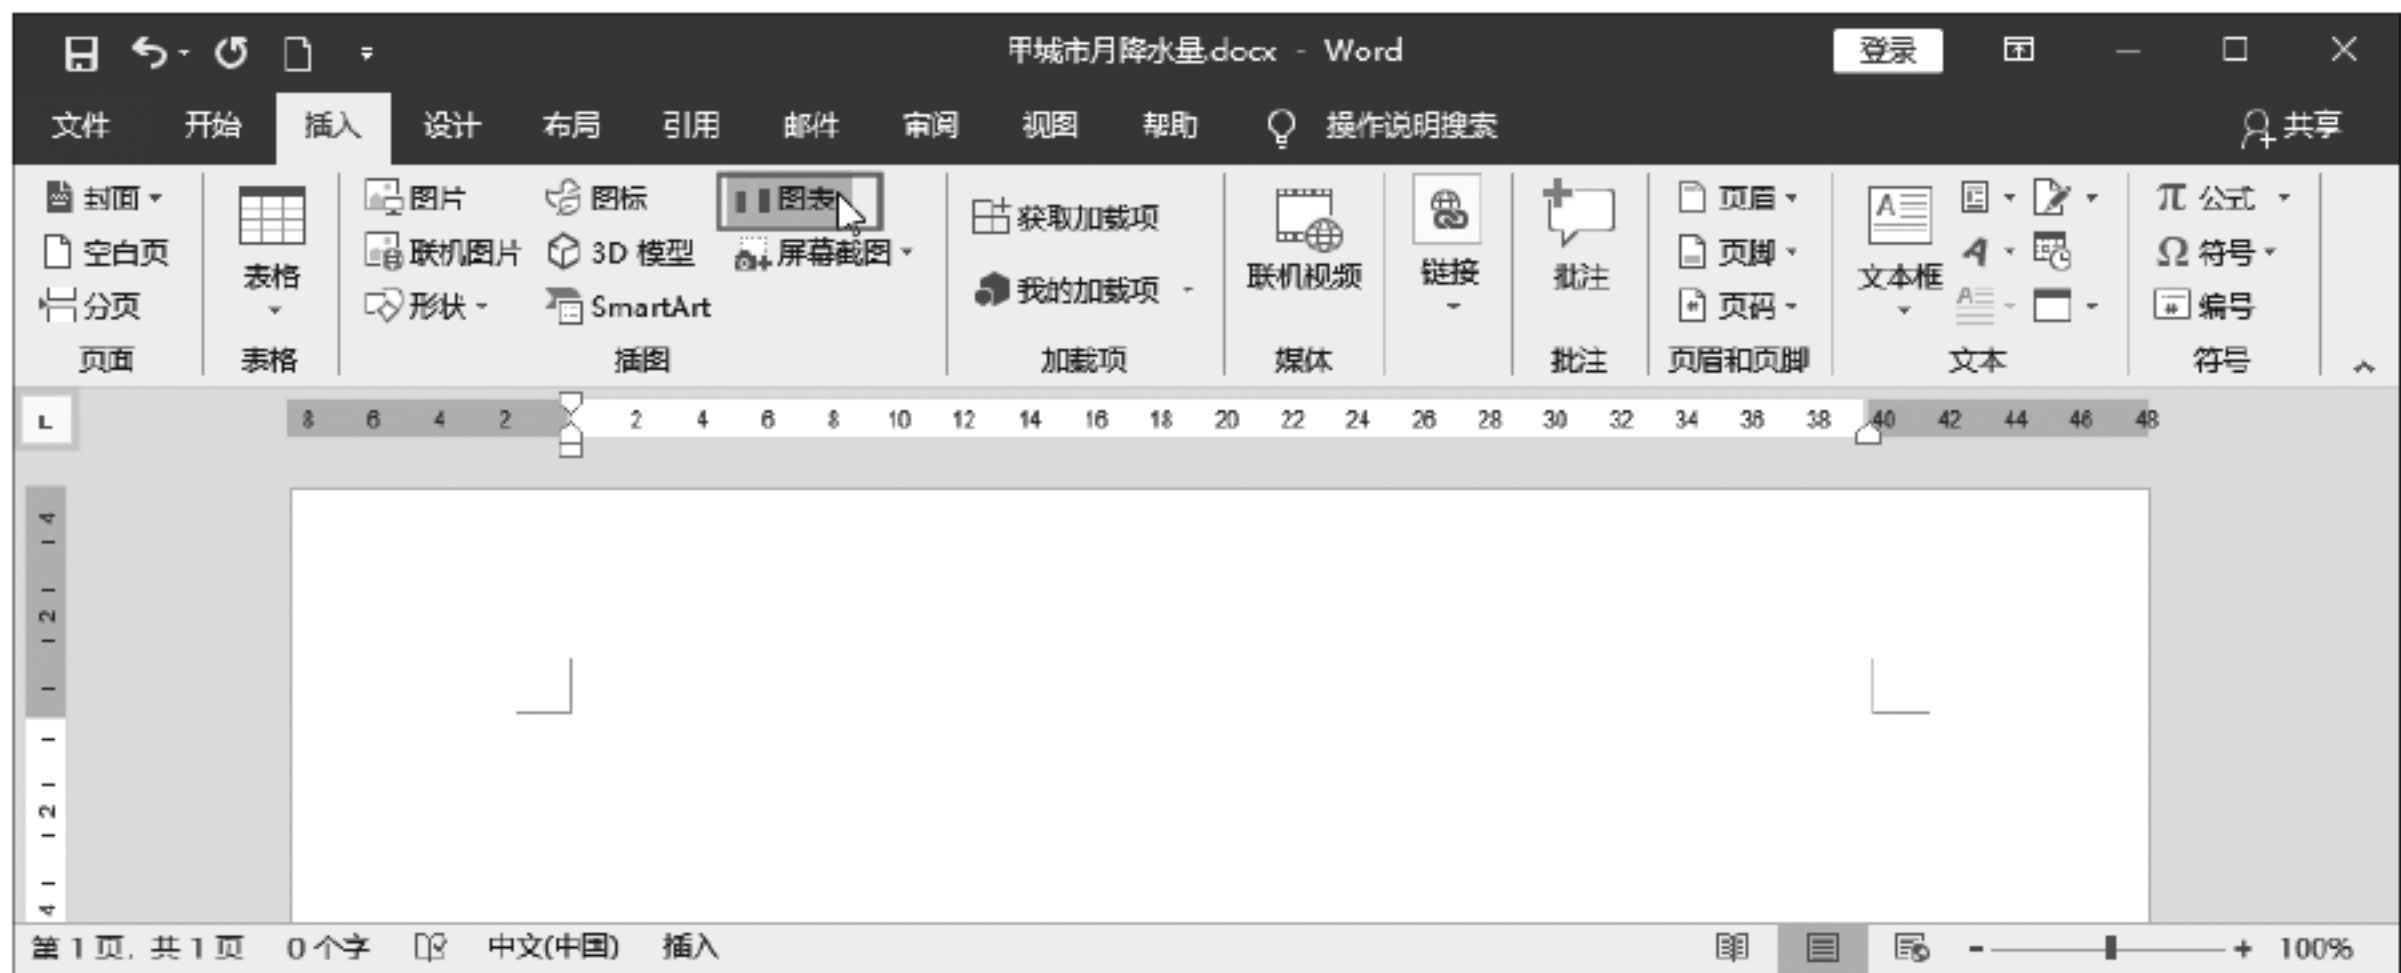 甲城市月降水量.docx - Word 登录
文件 开始 插入 设计 布局 引用 邮件 审阅 视图 帮助 操作说明搜索 共享
封面 图片 图标 图表 页眉 π 公式
空白页 联机图片 3D 模型 屏幕截图 获取加载项 页脚 Ω 符号
分页 表格 形状 SmartArt 我的加载项 联机视频 链接 批注 页码 文本框 编号
页面 表格 插图 加载项 媒体 批注 页眉和页脚 文本 符号
L 8 6 4 2 2 4 6 8 10 12 14 16 18 20 22 24 26 28 30 32 34 36 38 40 42 44 46 48
4
2
2
4
第 1 页, 共 1 页 0 个字 中文(中国) 插入 - + 100%